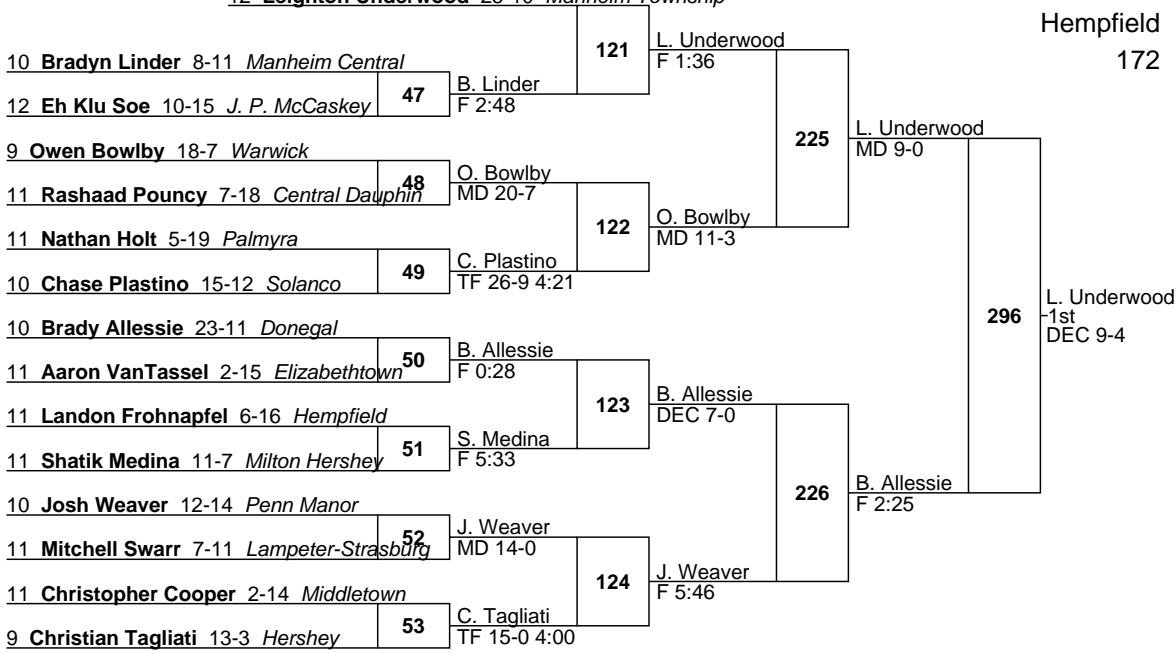 12 Leighton Underwood 28-10 Manheim Township
Hempfield
172
121
L. Underwood
F 1:36
10 Bradyn Linder 8-11 Manheim Central
47
B. Linder
F 2:48
12 Eh Klu Soe 10-15 J. P. McCaskey
225
L. Underwood
MD 9-0
9 Owen Bowlby 18-7 Warwick
48
O. Bowlby
MD 20-7
11 Rashaad Pouncy 7-18 Central Dauphin
122
O. Bowlby
MD 11-3
11 Nathan Holt 5-19 Palmyra
49
C. Plastino
TF 26-9 4:21
10 Chase Plastino 15-12 Solanco
296
L. Underwood
1st
DEC 9-4
10 Brady Allessie 23-11 Donegal
50
B. Allessie
F 0:28
11 Aaron VanTassel 2-15 Elizabethtown
123
B. Allessie
DEC 7-0
11 Landon Frohnapfel 6-16 Hempfield
51
S. Medina
F 5:33
11 Shatik Medina 11-7 Milton Hershey
226
B. Allessie
F 2:25
10 Josh Weaver 12-14 Penn Manor
52
J. Weaver
MD 14-0
11 Mitchell Swarr 7-11 Lampeter-Strasburg
124
J. Weaver
F 5:46
11 Christopher Cooper 2-14 Middletown
53
C. Tagliati
TF 15-0 4:00
9 Christian Tagliati 13-3 Hershey